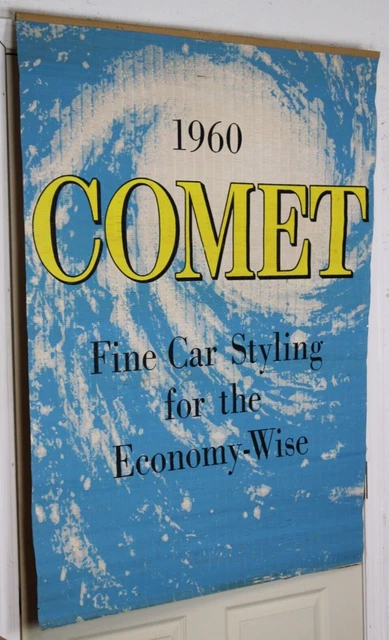 1960
COMET
Fine Car Styling
for the
Economy-Wise